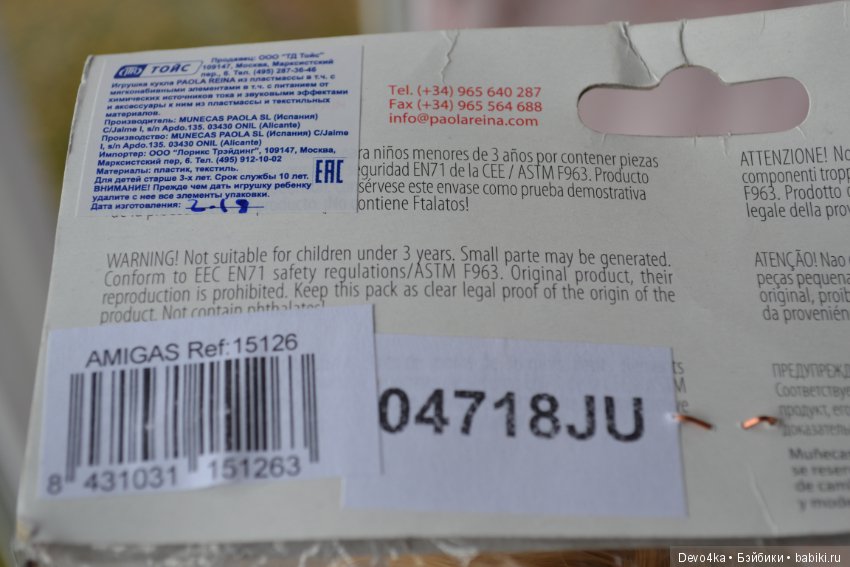 ТОЙС
Продавец: ООО "ТД Тойс"
109147, Москва, Марксистский
пер., 6. Тел. (495) 287-36-46
Игрушка кукла PAOLA REINA из пластмассы в т.ч. с
мягконабивными элементами в т.ч. с питанием от
химических источников тока и звуковыми эффектами
и аксессуары к ним из пластмассы и текстильных
материалов.
Изготовитель: MUNECAS PAOLA SL (Испания)
C/Jaime I, s/n Apdo.135. 03430 ONIL (Alicante)
Производство: MUNECAS PAOLA SL (Испания) C/Jaime
I, s/n Apdo.135. 03430 ONIL (Alicante)
Импортер: ООО "Лорикс Трэйдинг", 109147, Москва,
Марксистский пер, 6. Тел. (495) 912-10-02
Материалы: пластик, текстиль.
Для детей старше 3-х лет. Срок службы 10 лет.
ВНИМАНИЕ! Прежде чем дать игрушку ребенку
удалите с нее все элементы упаковки.
Дата изготовления: 2-18
EAC
Tel. (+34) 965 640 287
Fax (+34) 965 564 688
info@paolareina.com
ra niños menores de 3 años por contener piezas
eguridad EN71 de la CEE / ASTM F963. Producto
sérvese este envase como prueba demostrativa
¡No contiene Ftalatos!
WARNING! Not suitable for children under 3 years. Small parte may be generated.
Conform to EEC EN71 safety regulations/ASTM F963. Original product, their
reproduction is prohibited. Keep this pack as clear legal proof of the origin of the
product. Not contain phthalates!
ATTENZIONE! No
componenti tropp
F963. Prodotto o
legale della prov
ATENÇÃO! Nao
peças pequena
original, proib
da provenién
ПРЕДУПРЕЖД
Соответствуе
продукт, его
доказательс
Muñecas
se reser
de cam
y mode
AMIGAS Ref:15126
8 431031 151263
04718JU
Devo4ka • Бэйбики • babiki.ru